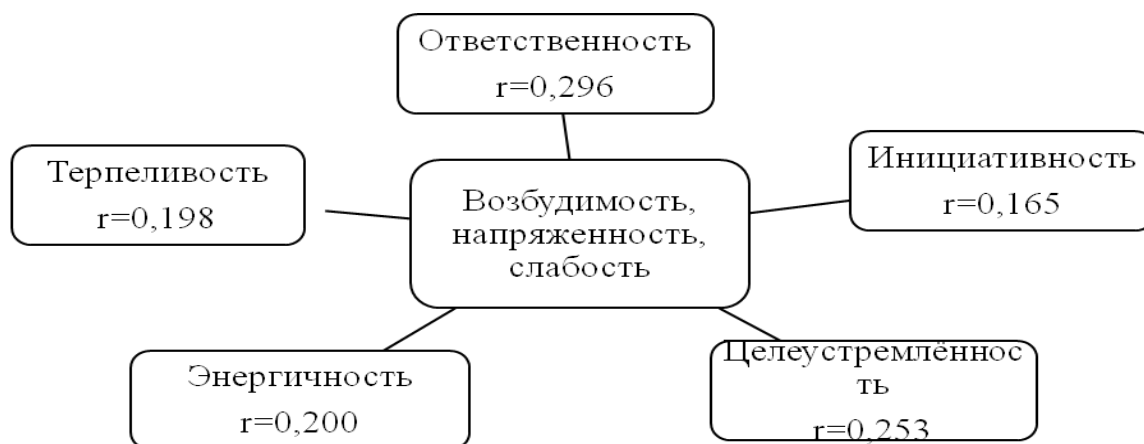 Ответственность
r=0,296
Терпеливость
r=0,198
Инициативность
r=0,165
Возбудимость,
напряженность,
слабость
Энергичность
r=0,200
Целеустремлённос
ть
r=0,253